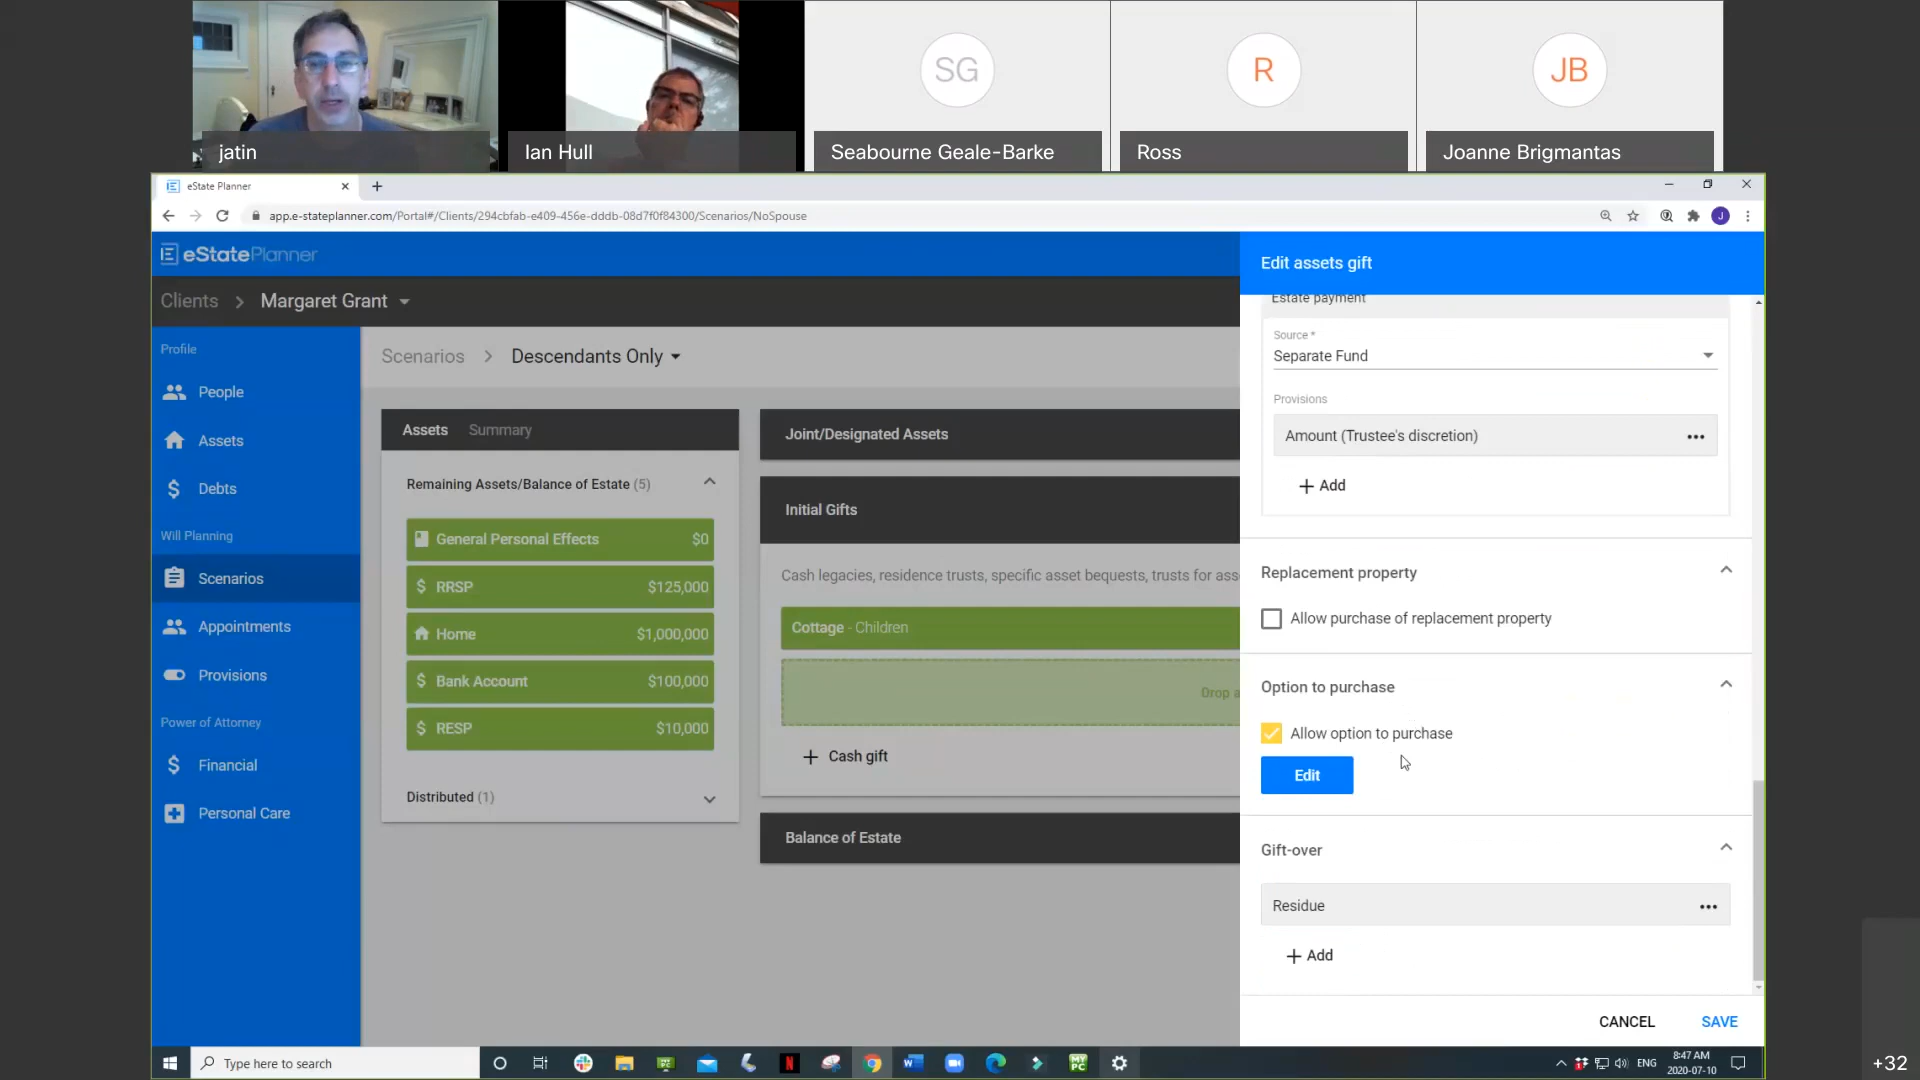 SG
R
JB
jatin
Ian Hull
Seabourne Geale-Barke
Ross
Joanne Brigmantas
eState Planner
app.e-stateplanner.com/Portal#/Clients/294cbfab-e409-456e-dddb-08d7f0f84300/Scenarios/NoSpouse
J
eStatePlanner
Edit assets gift
Clients > Margaret Grant
Estate payment
Profile
People
Assets
Debts
Will Planning
Scenarios
Appointments
Provisions
Power of Attorney
Financial
Personal Care
Scenarios > Descendants Only
Assets Summary
Remaining Assets/Balance of Estate (5)
General Personal Effects $0
$ RRSP $125,000
Home $1,000,000
$ Bank Account $100,000
$ RESP $10,000
Distributed (1)
Joint/Designated Assets
Initial Gifts
Cash legacies, residence trusts, specific asset bequests, trusts for ass
Cottage - Children
Drop a
+ Cash gift
Balance of Estate
Source *
Separate Fund
Provisions
Amount (Trustee's discretion)
+ Add
Replacement property
Allow purchase of replacement property
Option to purchase
Allow option to purchase
Edit
Gift-over
Residue
+ Add
CANCEL SAVE
Type here to search
ENG
8:47 AM
2020-07-10
+32